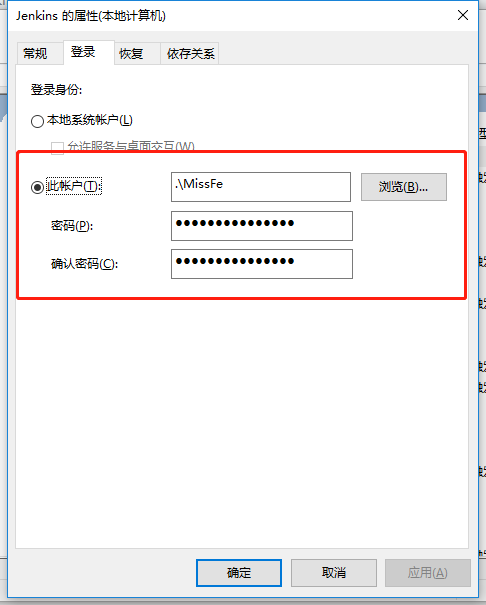 Jenkins 的属性(本地计算机)
常规 登录 恢复 依存关系
登录身份:
本地系统帐户(L)
允许服务与桌面交互(W)
此帐户(T): .\MissFe 浏览(B)...
密码(P): ●●●●●●●●●●●●●●●
确认密码(C): ●●●●●●●●●●●●●●●
确定 取消 应用(A)